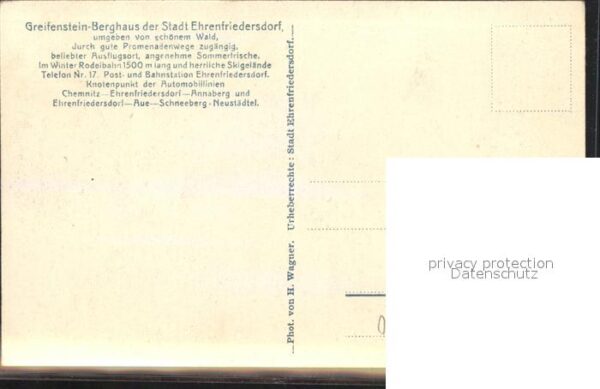 Greifenstein-Berghaus der Stadt Ehrenfriedersdorf,
umgeben von schönem Wald,
durch gute Promenadenwege zugängig,
beliebter Ausflugsort, angenehme Sommerfrische.
Im Winter Rodelbahn 1500 m lang und herrliche Skigelände
Telefon Nr. 17. Post- und Bahnstation Ehrenfriedersdorf.
Knotenpunkt der Automobillinien
Chemnitz—Ehrenfriedersdorf—Annaberg und
Ehrenfriedersdorf—Aue—Schneeberg-Neustädtel.
Phot. von H. Wagner. Urheberrechte: Stadt Ehrenfriedersdorf.
privacy protection
Datenschutz